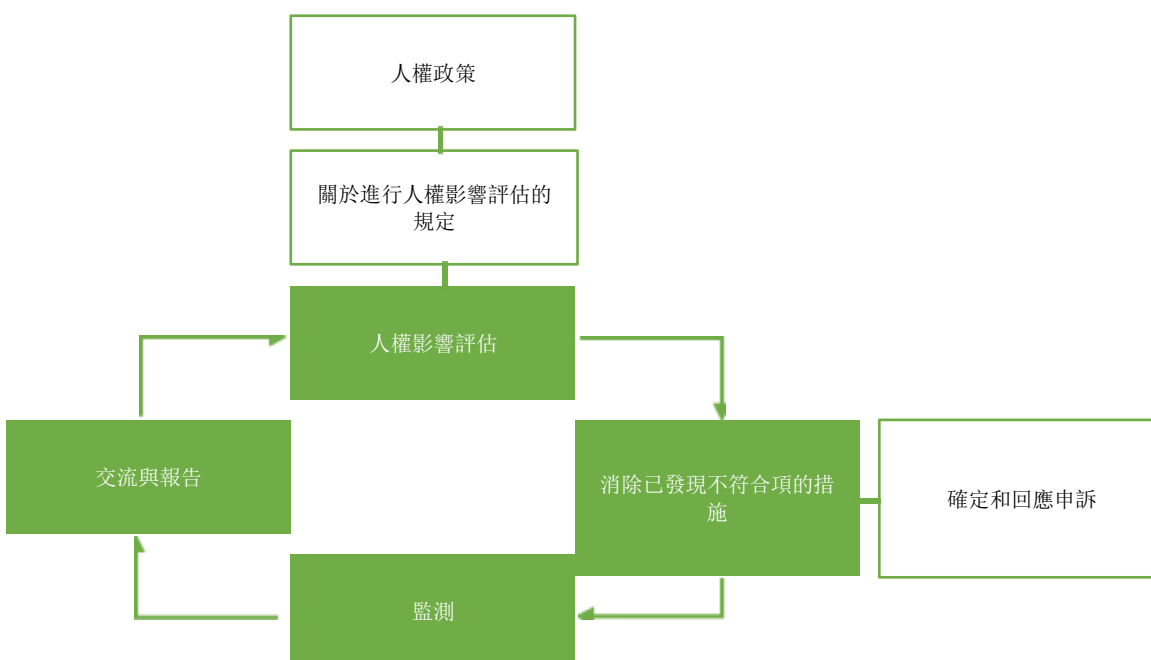 人權政策
關於進行人權影響評估的
規定
人權影響評估
交流與報告
消除已發現不符合項的措
施
確定和回應申訴
監測